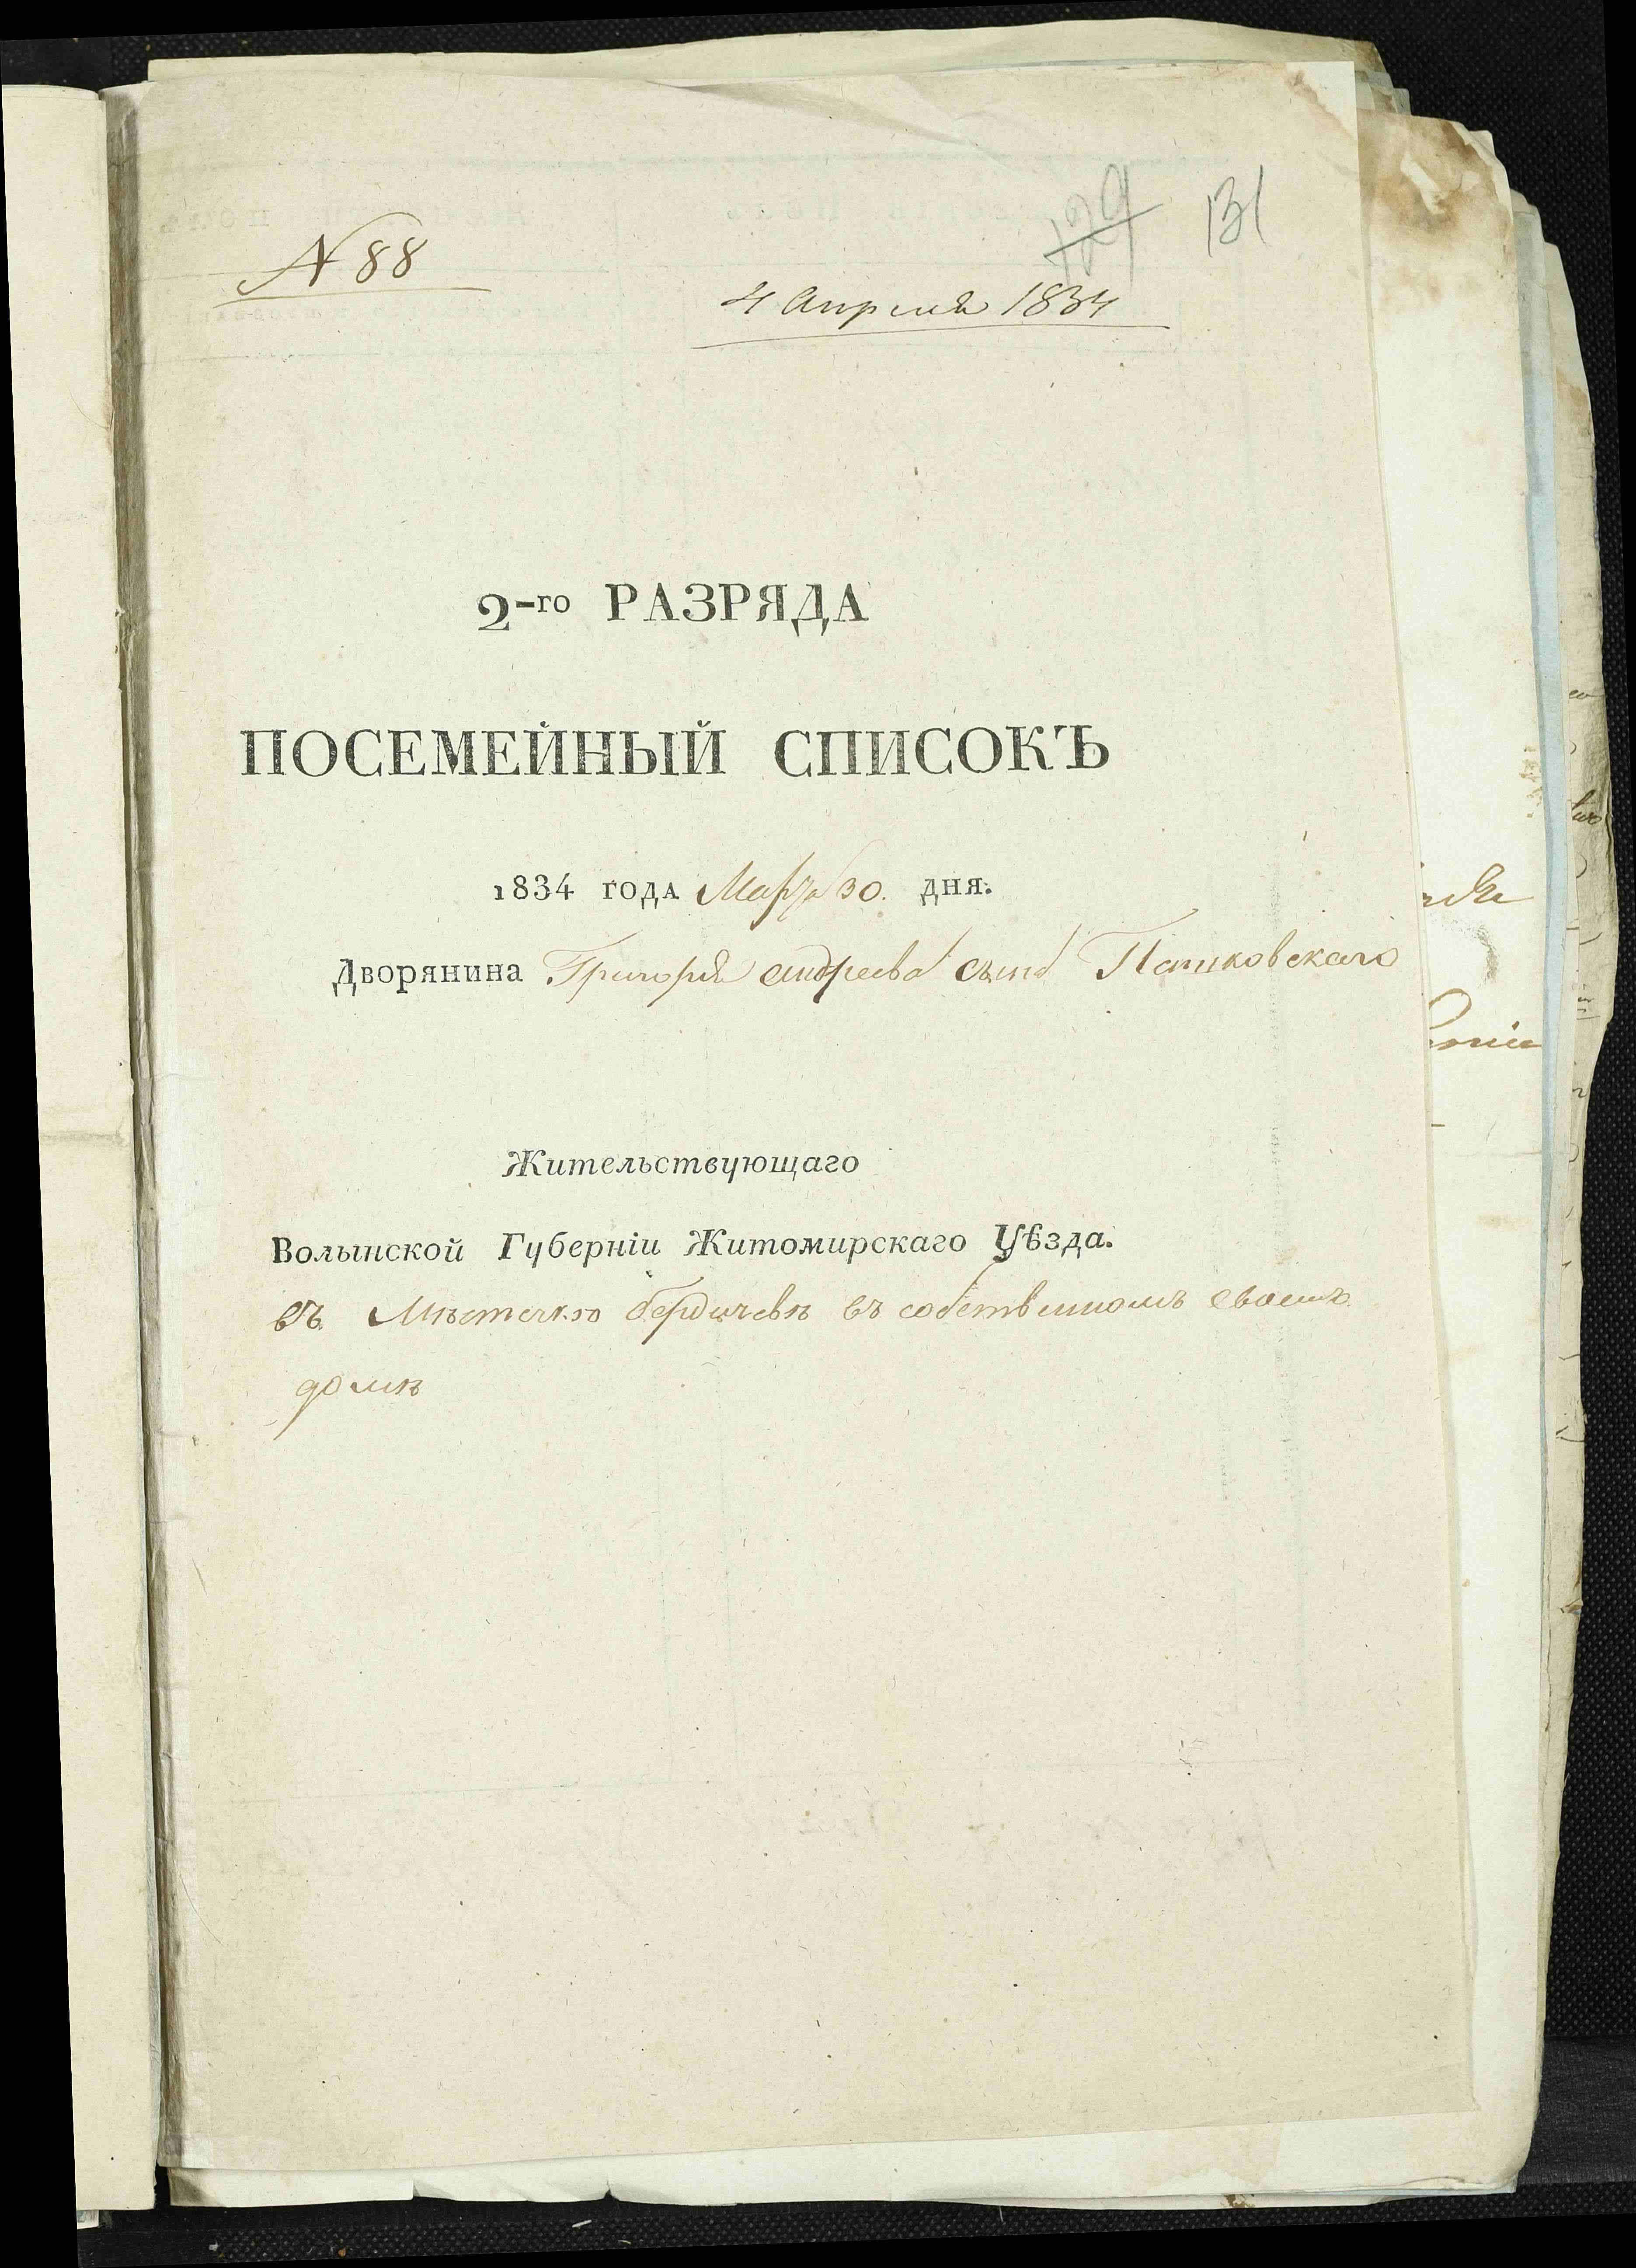 129 131
№ 88
4 Апреля 1834
2-го РАЗРЯДА
ПОСЕМЕЙНЫЙ СПИСОКЪ
1834 года Марта 30. дня.
Дворянина Григорія Андреева сына
Жительствующаго
Волынской Губерніи Житомирскаго Уѣзда.
въ Мѣстечкѣ Бердичевѣ въ собственномъ своемъ
домѣ